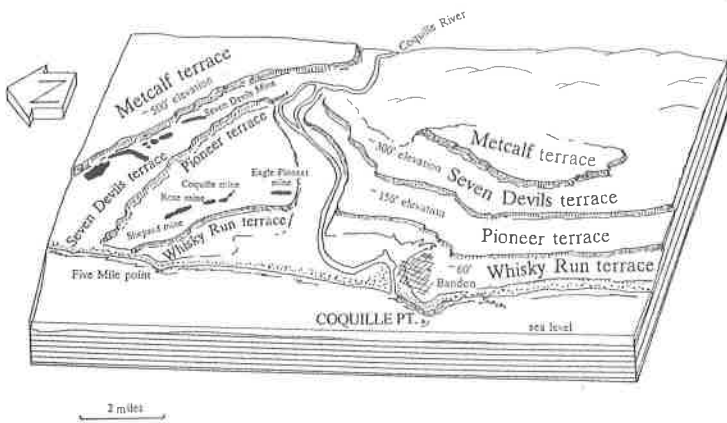 Coquille River
N
Metcalf terrace
~500' elevation
Seven Devils Mine
Seven Devils terrace
Pioneer terrace
Eagle Pioneer mine
Coquille mine
Rose mine
Shepard mine
Whisky Run terrace
Five Mile point
Metcalf terrace
~300' elevation
Seven Devils terrace
~150' elevation
Pioneer terrace
~60'
Whisky Run terrace
Bandon
COQUILLE PT.
sea level
2 miles